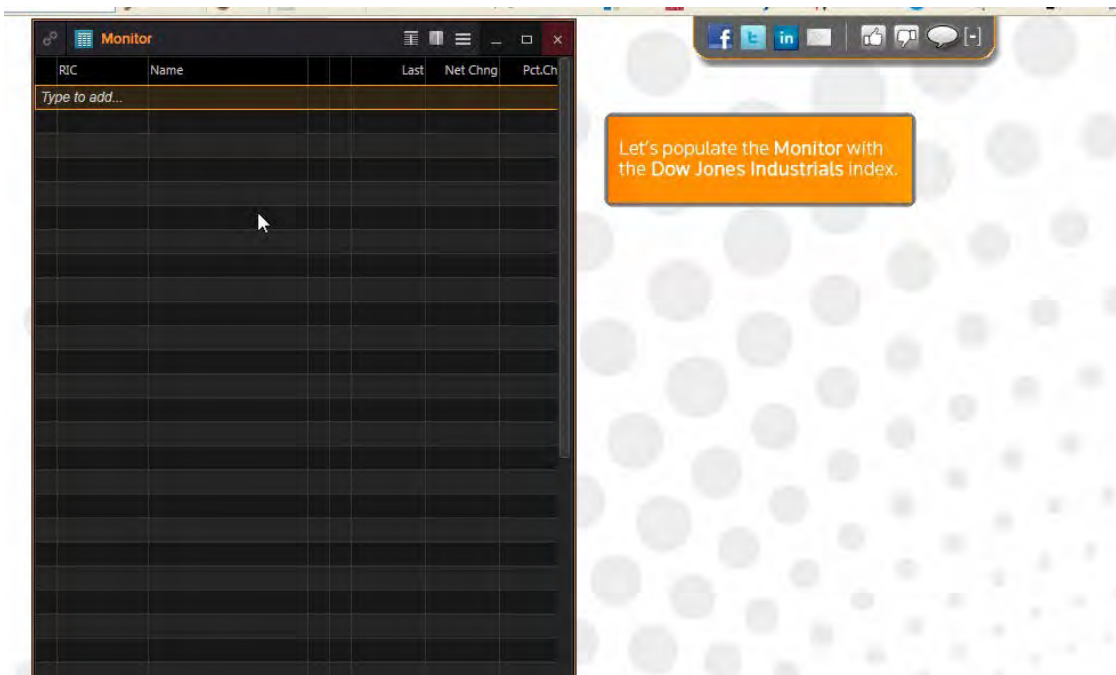 Monitor
RIC Name Last Net Chng Pct.Ch
Type to add...
f t in [-]
Let's populate the Monitor with
the Dow Jones Industrials index.